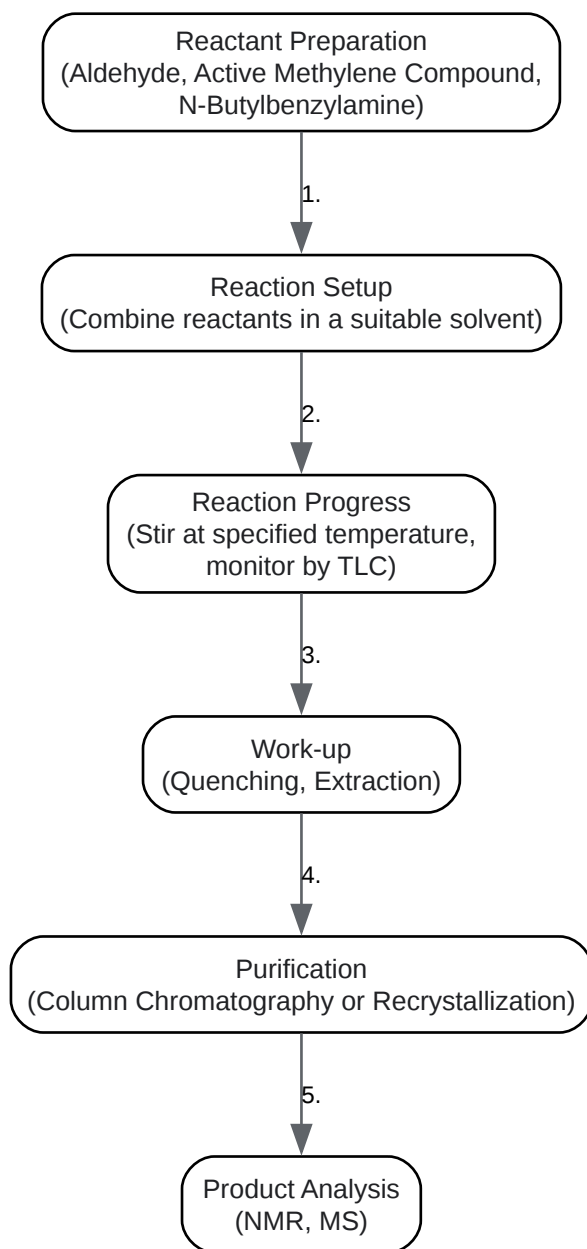 Reactant Preparation
(Aldehyde, Active Methylene Compound,
N-Butylbenzylamine)
1.
Reaction Setup
(Combine reactants in a suitable solvent)
2.
Reaction Progress
(Stir at specified temperature,
monitor by TLC)
3.
Work-up
(Quenching, Extraction)
4.
Purification
(Column Chromatography or Recrystallization)
5.
Product Analysis
(NMR, MS)